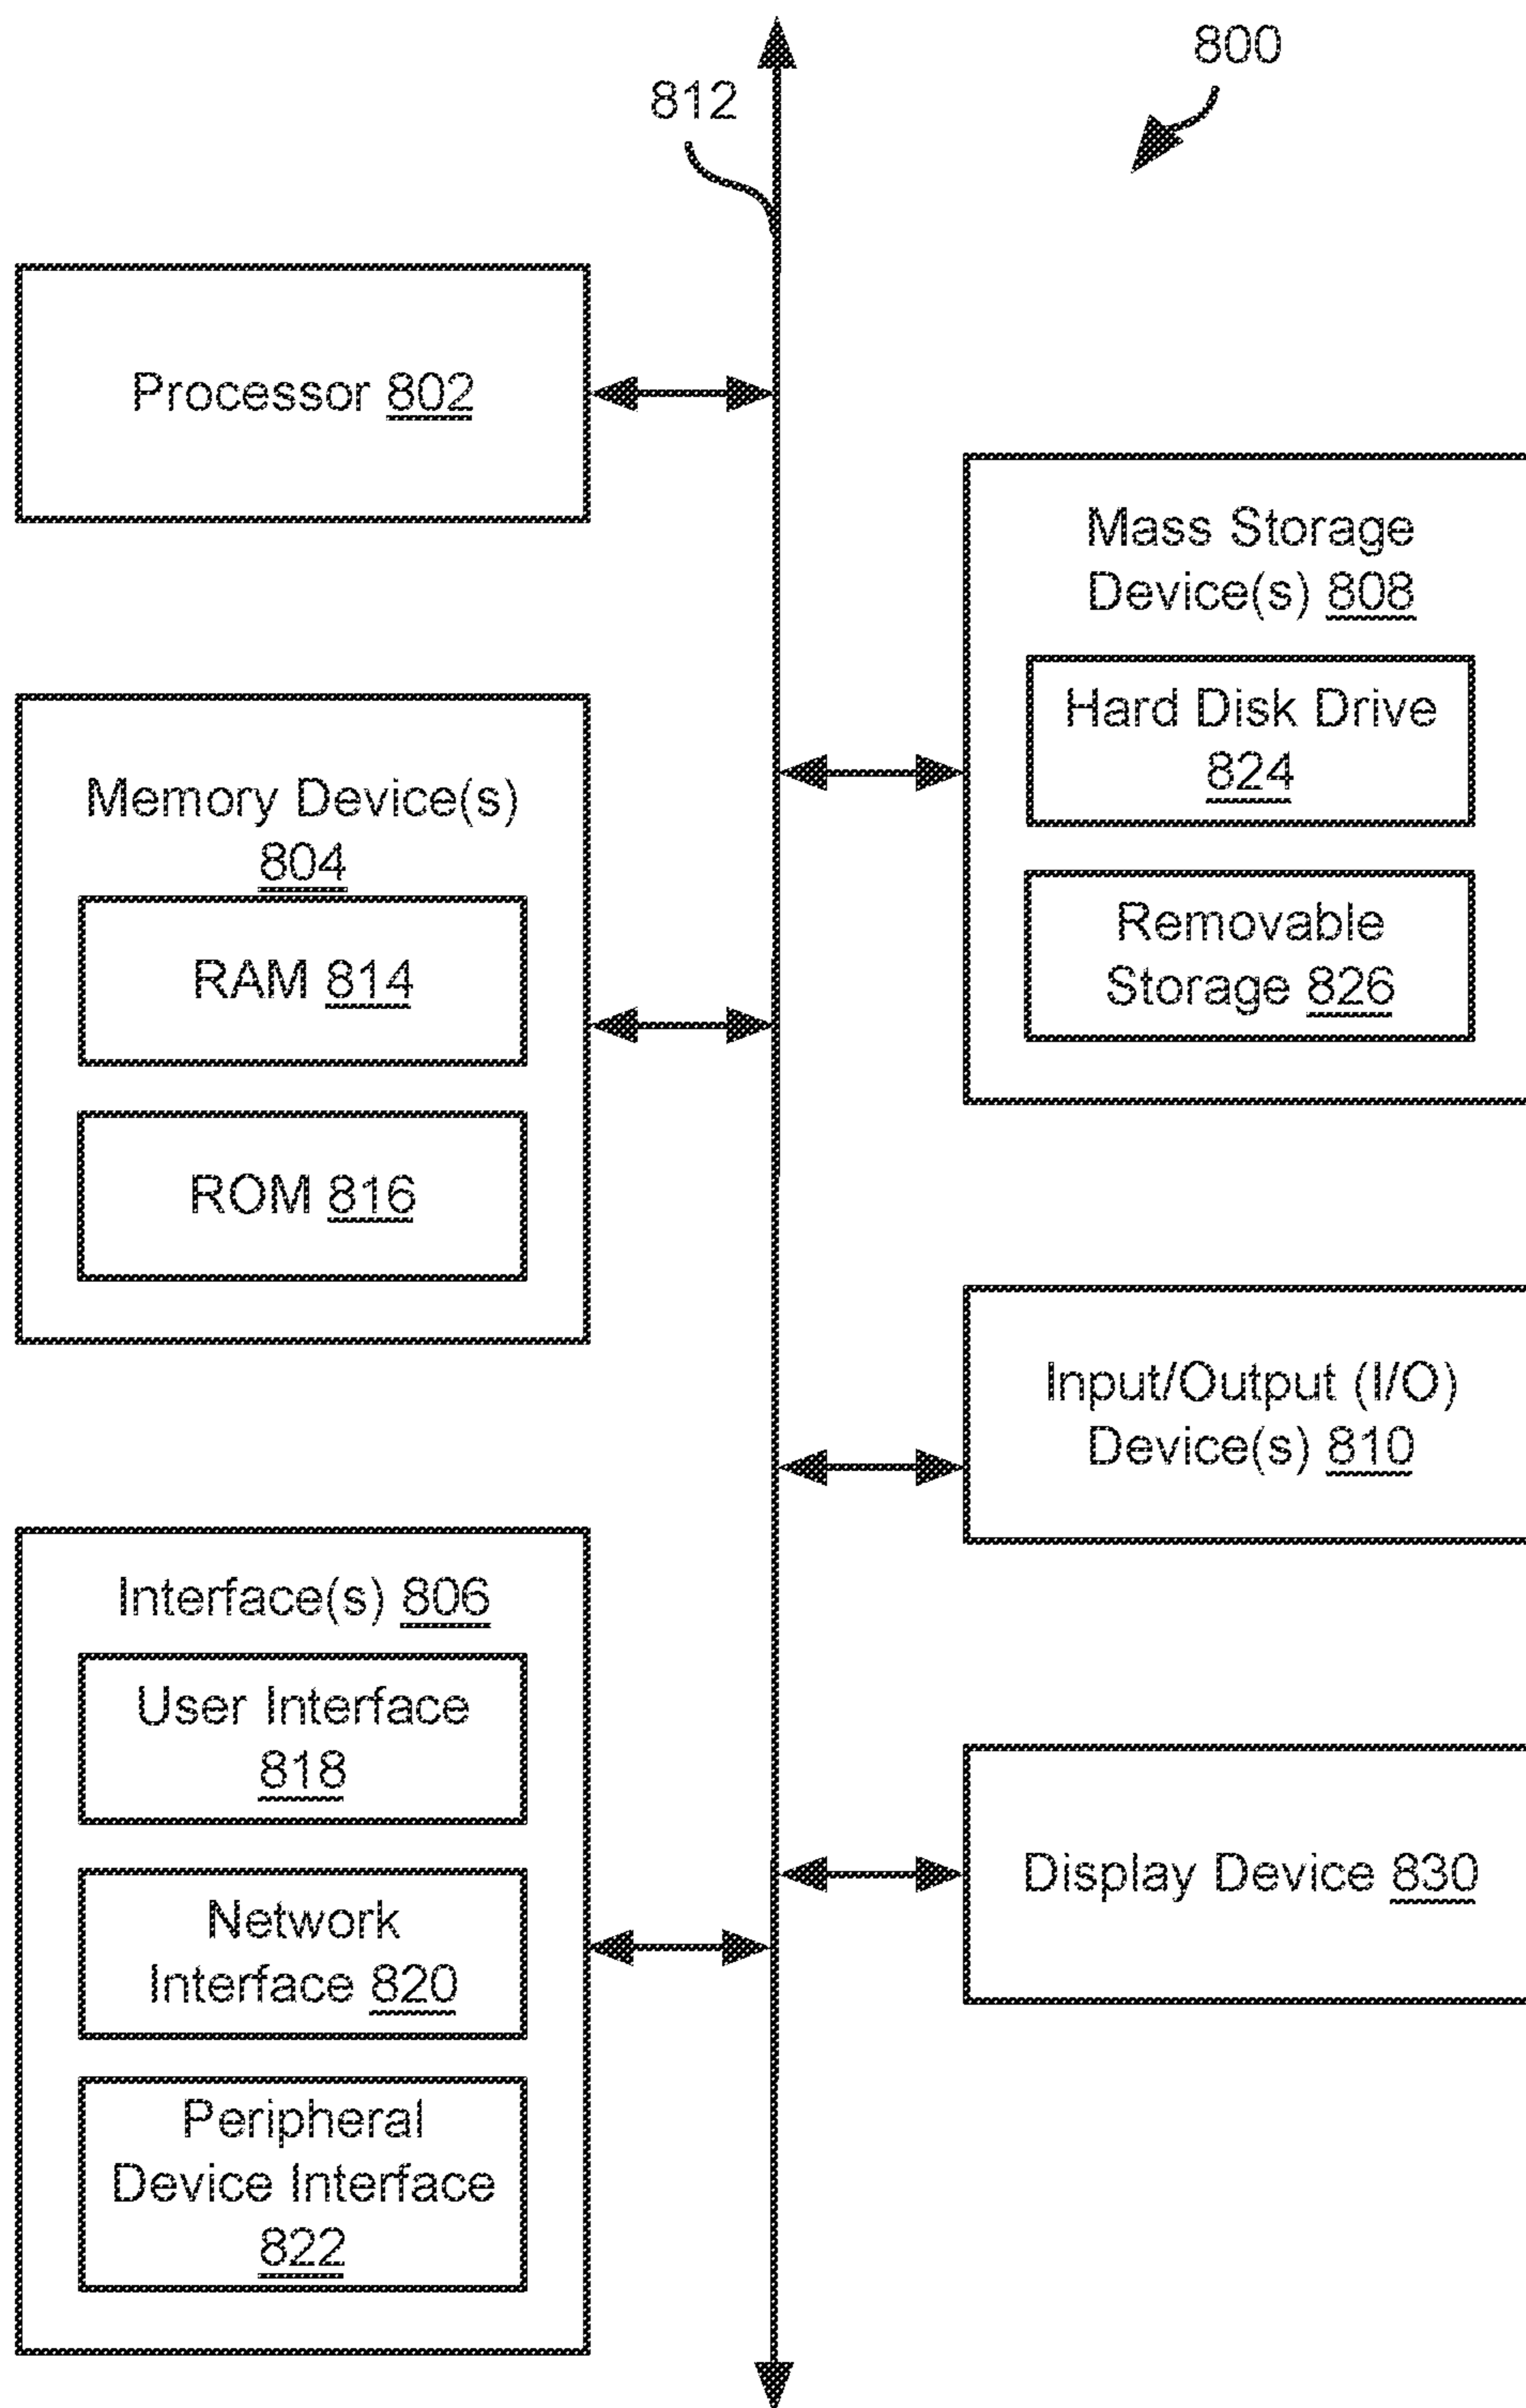 800
812
Processor 802
Mass Storage
Device(s) 808
Hard Disk Drive
824
Removable
Storage 826
Memory Device(s)
804
RAM 814
ROM 816
Input/Output (I/O)
Device(s) 810
Interface(s) 806
User Interface
818
Network
Interface 820
Peripheral
Device Interface
822
Display Device 830